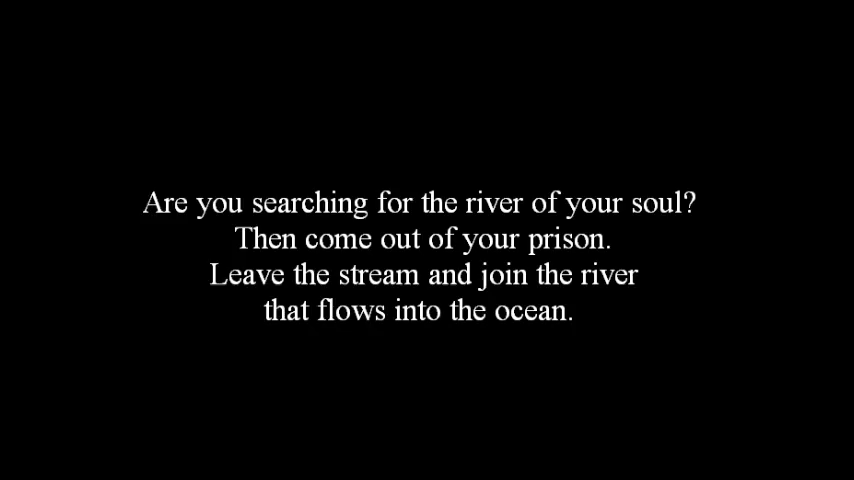 Are you searching for the river of your soul?
Then come out of your prison.
Leave the stream and join the river
that flows into the ocean.